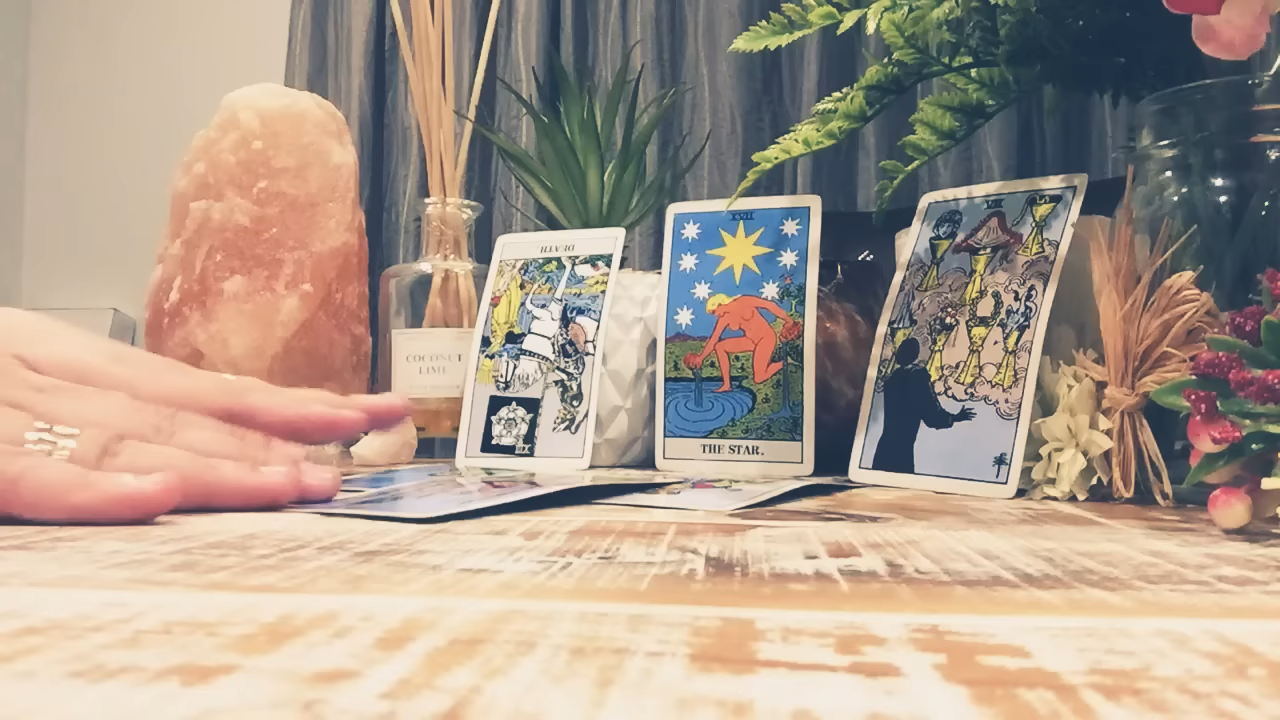 COCONUT
LIME
DEATH
XIII
XVII
THE STAR.
VII